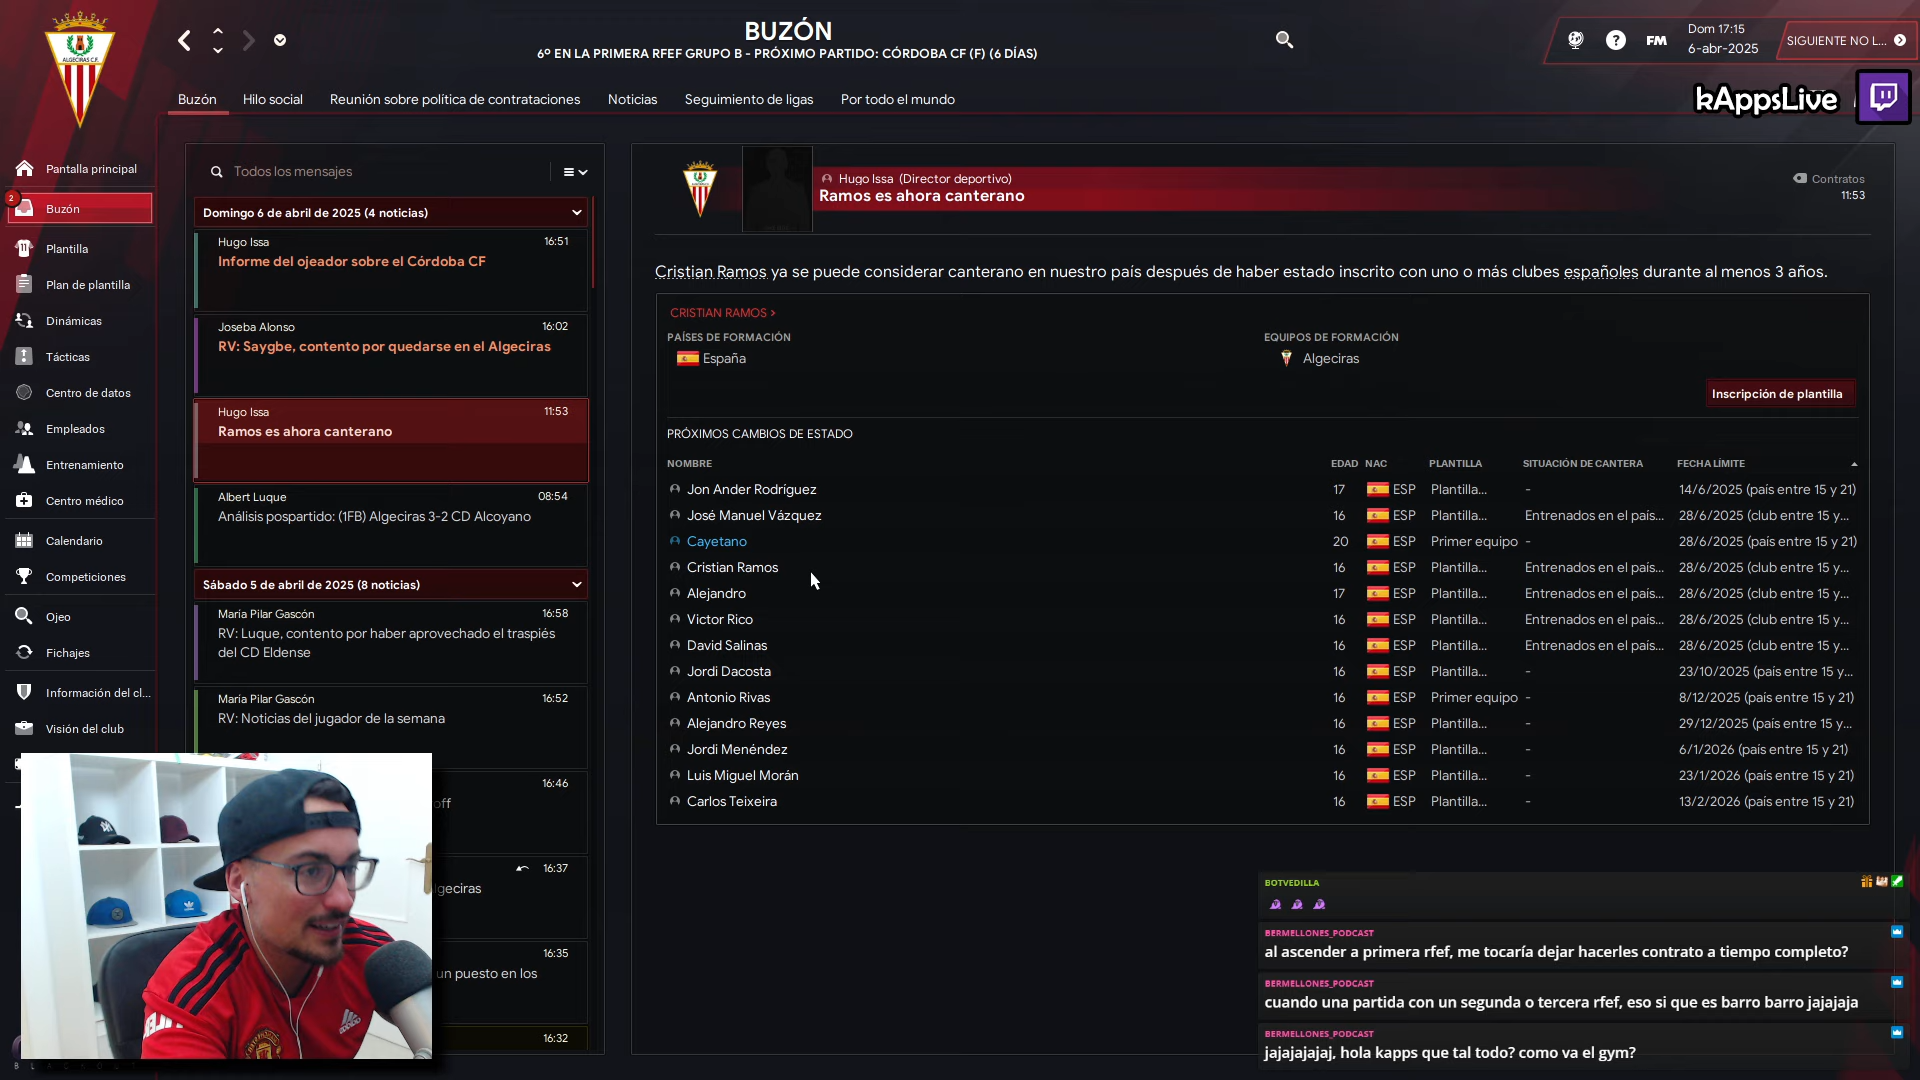 BUZÓN
6º EN LA PRIMERA RFEF GRUPO B - PRÓXIMO PARTIDO: CÓRDOBA CF (F) (6 DÍAS)
FM
Dom 17:15
6-abr-2025
SIGUIENTE NO L...
ALGECIRAS C.F.
Buzón
Hilo social
Reunión sobre política de contrataciones
Noticias
Seguimiento de ligas
Por todo el mundo
kAppsLive
Pantalla principal
2
Buzón
Plantilla
Plan de plantilla
Dinámicas
Tácticas
Centro de datos
Empleados
Entrenamiento
Centro médico
Calendario
Competiciones
Ojeo
Fichajes
Información del cl...
Visión del club
Todos los mensajes
Domingo 6 de abril de 2025 (4 noticias)
Hugo Issa 16:51
Informe del ojeador sobre el Córdoba CF
Joseba Alonso 16:02
RV: Saygbe, contento por quedarse en el Algeciras
Hugo Issa 11:53
Ramos es ahora canterano
Albert Luque 08:54
Análisis pospartido: (1FB) Algeciras 3-2 CD Alcoyano
Sábado 5 de abril de 2025 (8 noticias)
María Pilar Gascón 16:58
RV: Luque, contento por haber aprovechado el traspiés
del CD Eldense
María Pilar Gascón 16:52
RV: Noticias del jugador de la semana
16:46
off
16:37
lgeciras
16:35
un puesto en los
16:32
Hugo Issa (Director deportivo)
Ramos es ahora canterano
Contratos
11:53
Cristian Ramos ya se puede considerar canterano en nuestro país después de haber estado inscrito con uno o más clubes españoles durante al menos 3 años.
CRISTIAN RAMOS >
PAÍSES DE FORMACIÓN
España
EQUIPOS DE FORMACIÓN
Algeciras
Inscripción de plantilla
PRÓXIMOS CAMBIOS DE ESTADO
NOMBRE EDAD NAC PLANTILLA SITUACIÓN DE CANTERA FECHA LÍMITE
Jon Ander Rodríguez 17 ESP Plantilla... - 14/6/2025 (país entre 15 y 21)
José Manuel Vázquez 16 ESP Plantilla... Entrenados en el país... 28/6/2025 (club entre 15 y...
Cayetano 20 ESP Primer equipo - 28/6/2025 (país entre 15 y 21)
Cristian Ramos 16 ESP Plantilla... Entrenados en el país... 28/6/2025 (club entre 15 y...
Alejandro 17 ESP Plantilla... Entrenados en el país... 28/6/2025 (club entre 15 y...
Victor Rico 16 ESP Plantilla... Entrenados en el país... 28/6/2025 (club entre 15 y...
David Salinas 16 ESP Plantilla... Entrenados en el país... 28/6/2025 (club entre 15 y...
Jordi Dacosta 16 ESP Plantilla... - 23/10/2025 (país entre 15 y...
Antonio Rivas 16 ESP Primer equipo - 8/12/2025 (país entre 15 y 21)
Alejandro Reyes 16 ESP Plantilla... - 29/12/2025 (país entre 15 y...
Jordi Menéndez 16 ESP Plantilla... - 6/1/2026 (país entre 15 y 21)
Luis Miguel Morán 16 ESP Plantilla... - 23/1/2026 (país entre 15 y 21)
Carlos Teixeira 16 ESP Plantilla... - 13/2/2026 (país entre 15 y 21)
BOTVEDILLA
BERMELLONES_PODCAST
al ascender a primera rfef, me tocaría dejar hacerles contrato a tiempo completo?
BERMELLONES_PODCAST
cuando una partida con un segunda o tercera rfef, eso si que es barro barro jajajaja
BERMELLONES_PODCAST
jajajajajaj, hola kapps que tal todo? como va el gym?